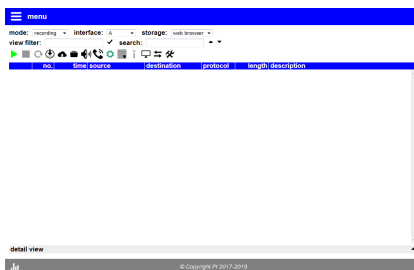 menu
mode: recording interface: A storage: web browser
view filter: search:
no. time source destination protocol length description
detail view
© Copyright PI 2017-2019